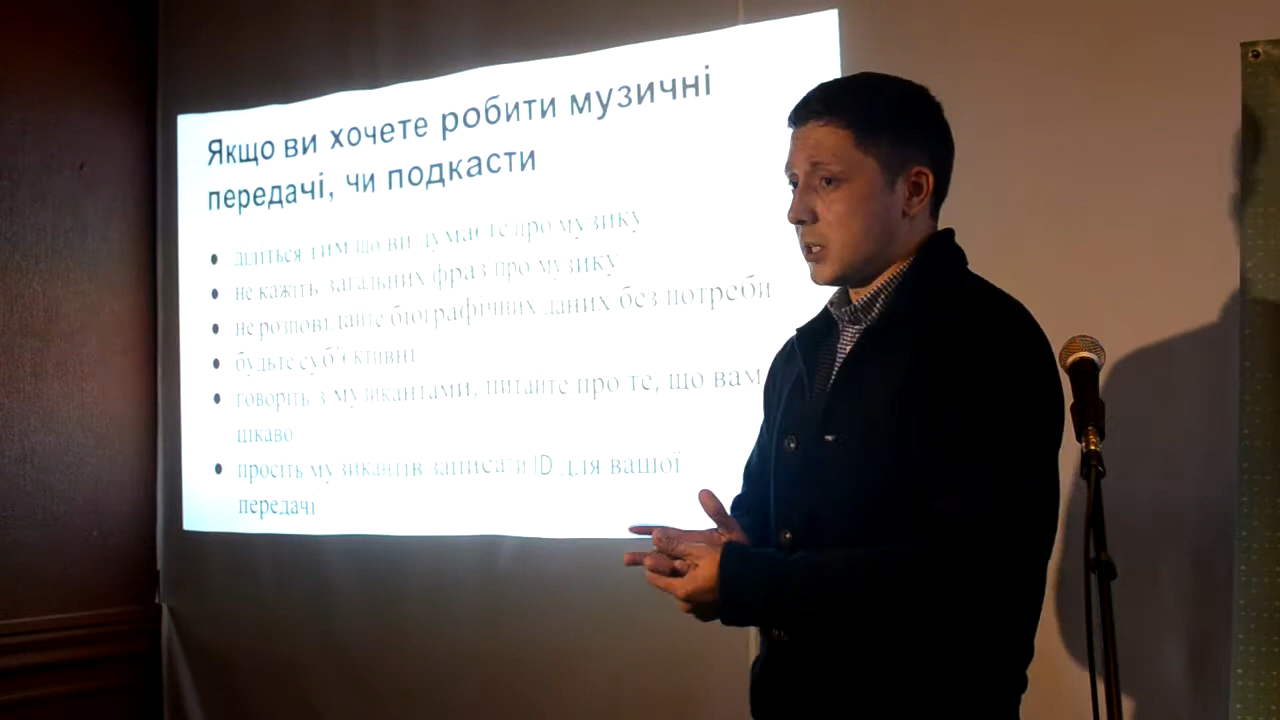 Якщо ви хочете робити музичні
передачі, чи подкасти
діліться тим що ви думаєте про музику
не кажіть загальних фраз про музику
не розповідайте біографічних даних без потреби
будьте суб'єктивні
говоріть з музикантами, питайте про те, що вам
цікаво
просіть музикантів записати ID для вашої
передачі